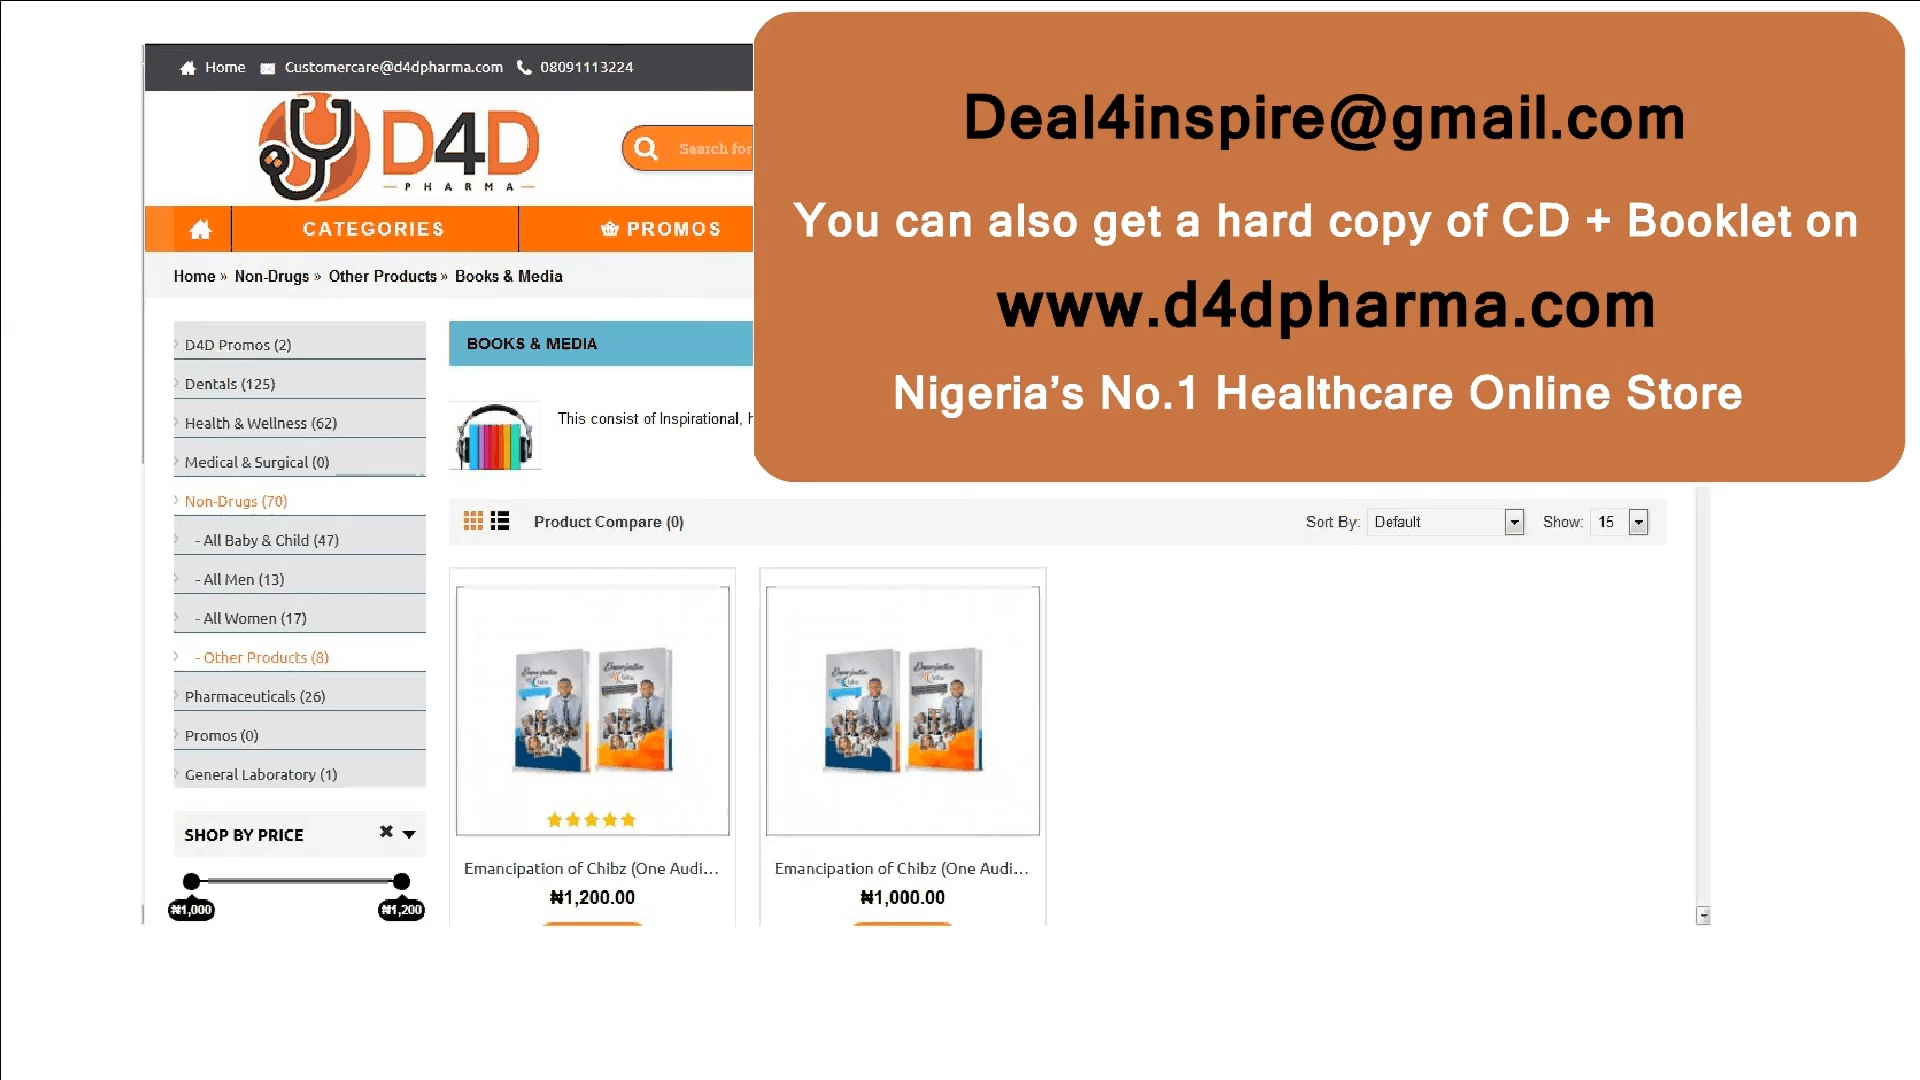 Home Customercare@d4dpharma.com 08091113224
D4D
PHARMA
Search for
CATEGORIES
PROMOS
Deal4inspire@gmail.com
You can also get a hard copy of CD + Booklet on
www.d4dpharma.com
Nigeria’s No.1 Healthcare Online Store
Home » Non-Drugs » Other Products » Books & Media
D4D Promos (2)
Dentals (125)
Health & Wellness (62)
Medical & Surgical (0)
Non-Drugs (70)
- All Baby & Child (47)
- All Men (13)
- All Women (17)
- Other Products (8)
Pharmaceuticals (26)
Promos (0)
General Laboratory (1)
SHOP BY PRICE
₦1,000
₦1,200
BOOKS & MEDIA
This consist of Inspirational,
Product Compare (0)
Sort By: Default
Show: 15
Emancipation of Chibz (One Audi...
₦1,200.00
Emancipation of Chibz (One Audi...
₦1,000.00